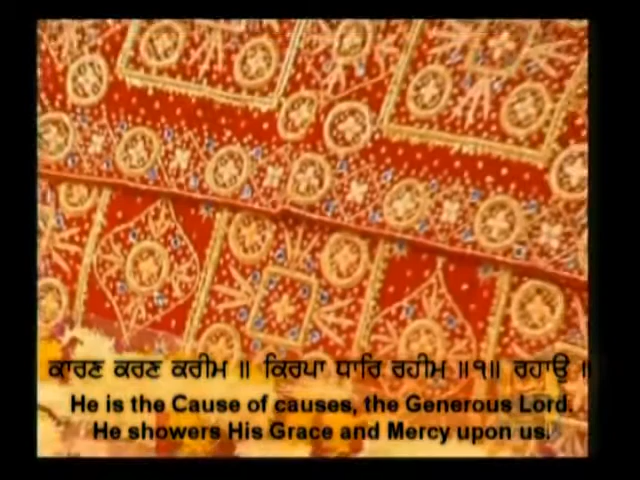 ਕਾਰਣ ਕਰਣ ਕਰੀਮ ॥ ਕਿਰਪਾ ਧਾਰਿ ਰਹੀਮ ॥੧॥ ਰਹਾਉ ॥
He is the Cause of causes, the Generous Lord.
He showers His Grace and Mercy upon us.